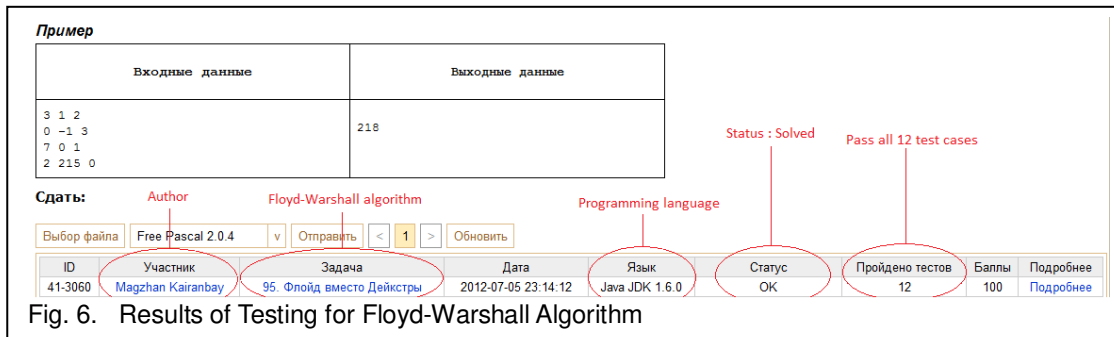 Пример
Входные данные Выходные данные
3 1 2
0 -1 3
7 0 1
2 215 0
218
Status : Solved
Pass all 12 test cases
Сдать:
Author
Floyd-Warshall algorithm
Programming language
Выбор файла Free Pascal 2.0.4 v Отправить < 1 > Обновить
ID Участник Задача Дата Язык Статус Пройдено тестов Баллы Подробнее
41-3060 Magzhan Kairanbay 95. Флойд вместо Дейкстры 2012-07-05 23:14:12 Java JDK 1.6.0 OK 12 100 Подробнее
Fig. 6. Results of Testing for Floyd-Warshall Algorithm